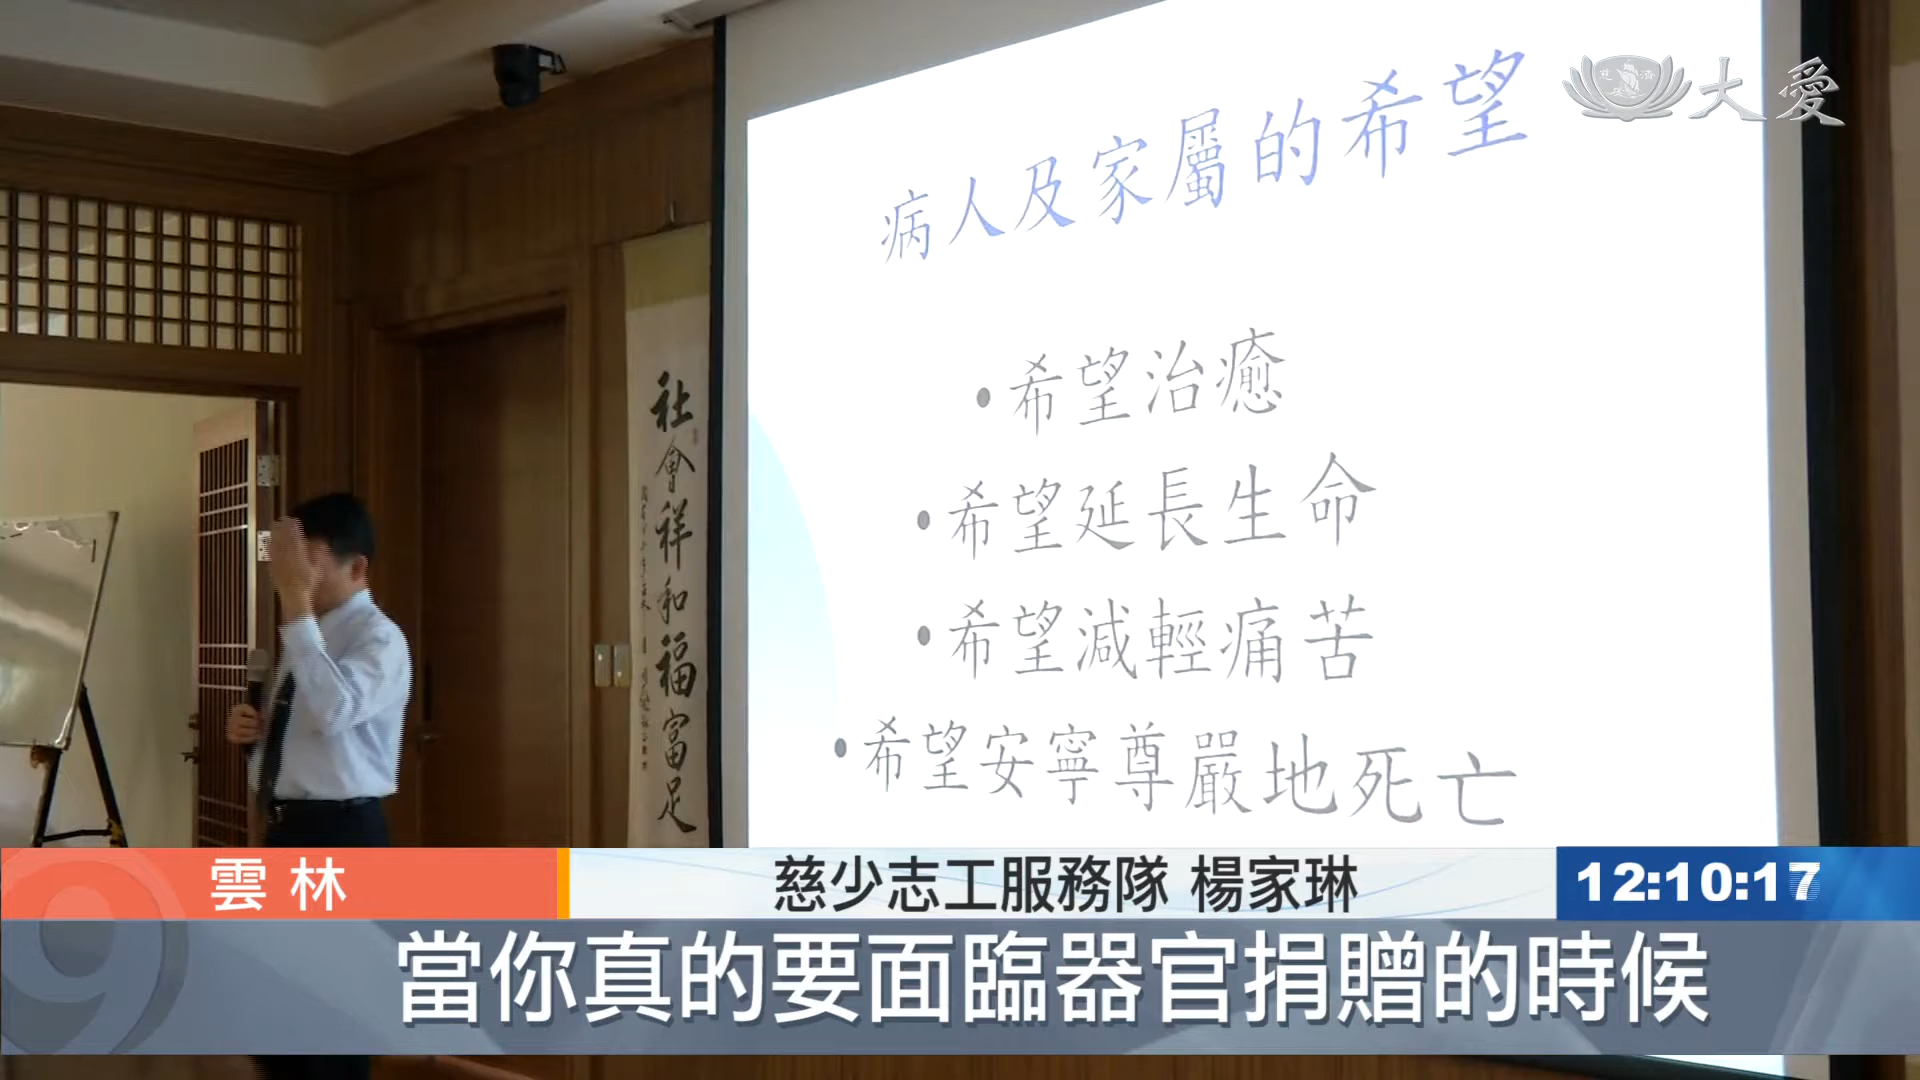 大愛
慈濟
病人及家屬的希望
•希望治癒
•希望延長生命
•希望減輕痛苦
•希望安寧尊嚴地死亡
社會祥和福富足
雲林
慈少志工服務隊 楊家琳
12:10:17
當你真的要面臨器官捐贈的時候